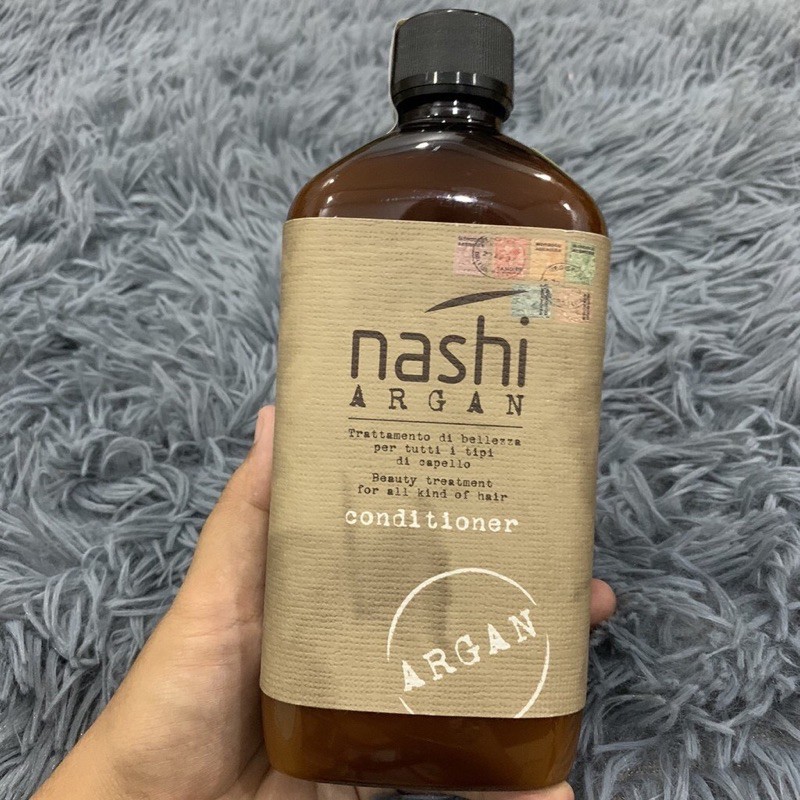 nashi
ARGAN
Trattamento di bellezza
per tutti i tipi
di capello
Beauty treatment
for all kind of hair
conditioner
ARGAN